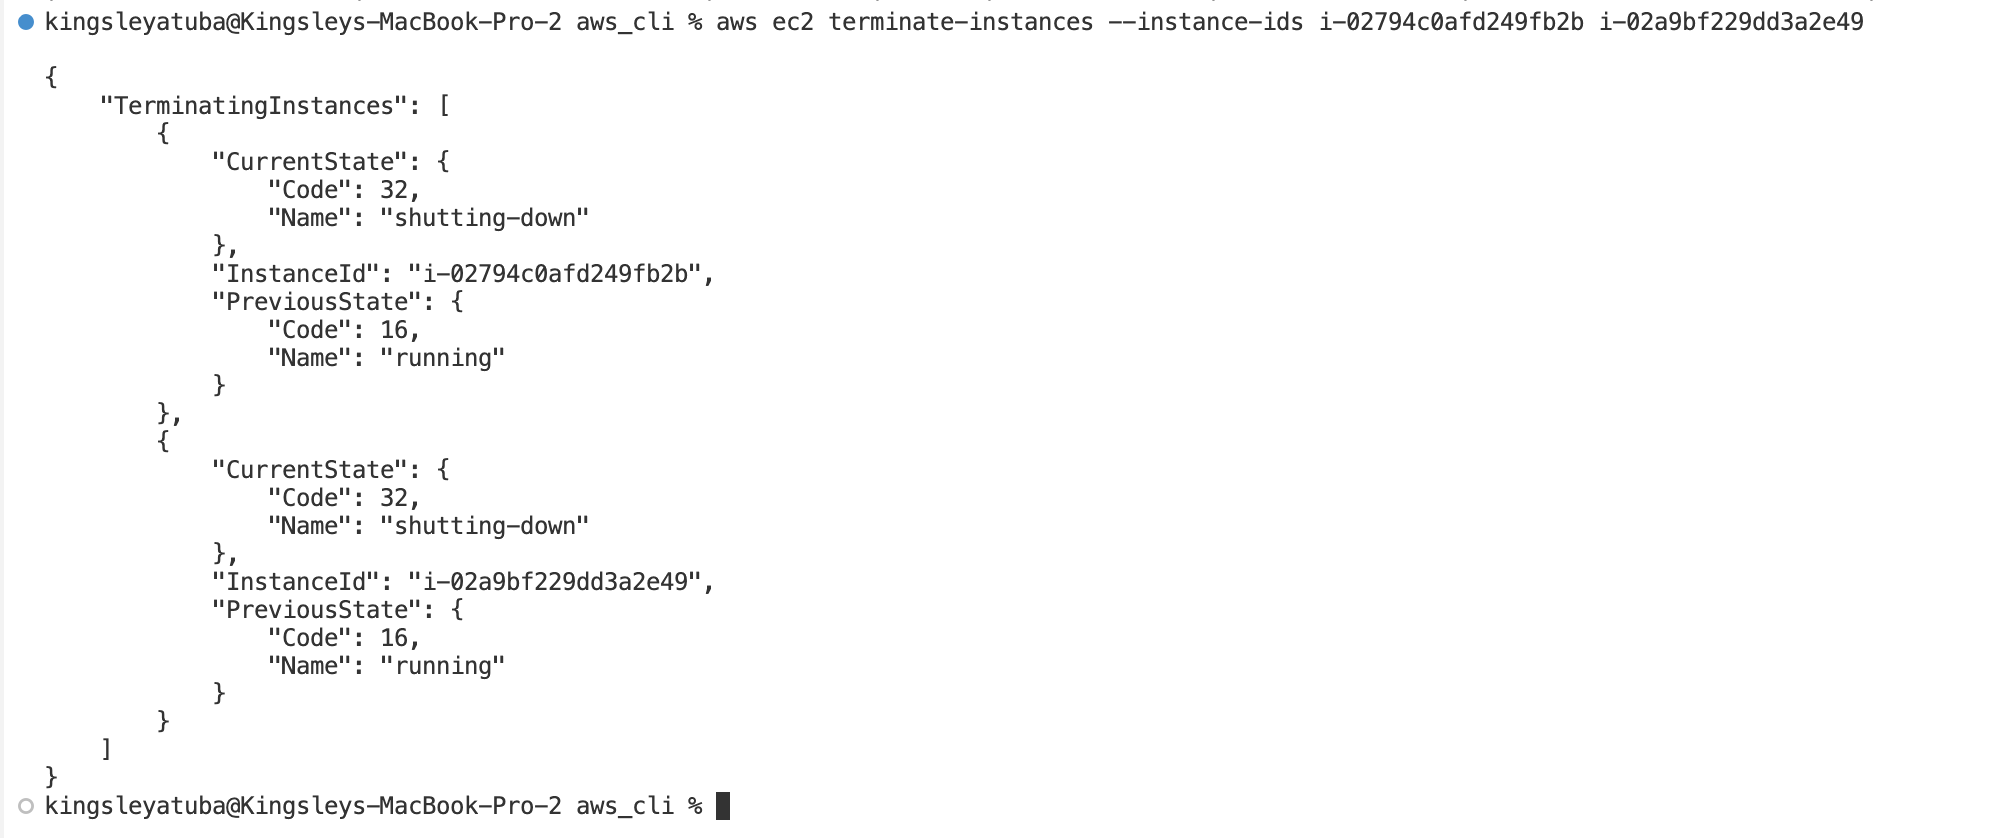 kingsleyatuba@Kingsleys-MacBook-Pro-2 aws_cli % aws ec2 terminate-instances --instance-ids i-02794c0afd249fb2b i-02a9bf229dd3a2e49
{
    "TerminatingInstances": [
        {
            "CurrentState": {
                "Code": 32,
                "Name": "shutting-down"
            },
            "InstanceId": "i-02794c0afd249fb2b",
            "PreviousState": {
                "Code": 16,
                "Name": "running"
            }
        },
        {
            "CurrentState": {
                "Code": 32,
                "Name": "shutting-down"
            },
            "InstanceId": "i-02a9bf229dd3a2e49",
            "PreviousState": {
                "Code": 16,
                "Name": "running"
            }
        }
    ]
}
kingsleyatuba@Kingsleys-MacBook-Pro-2 aws_cli %